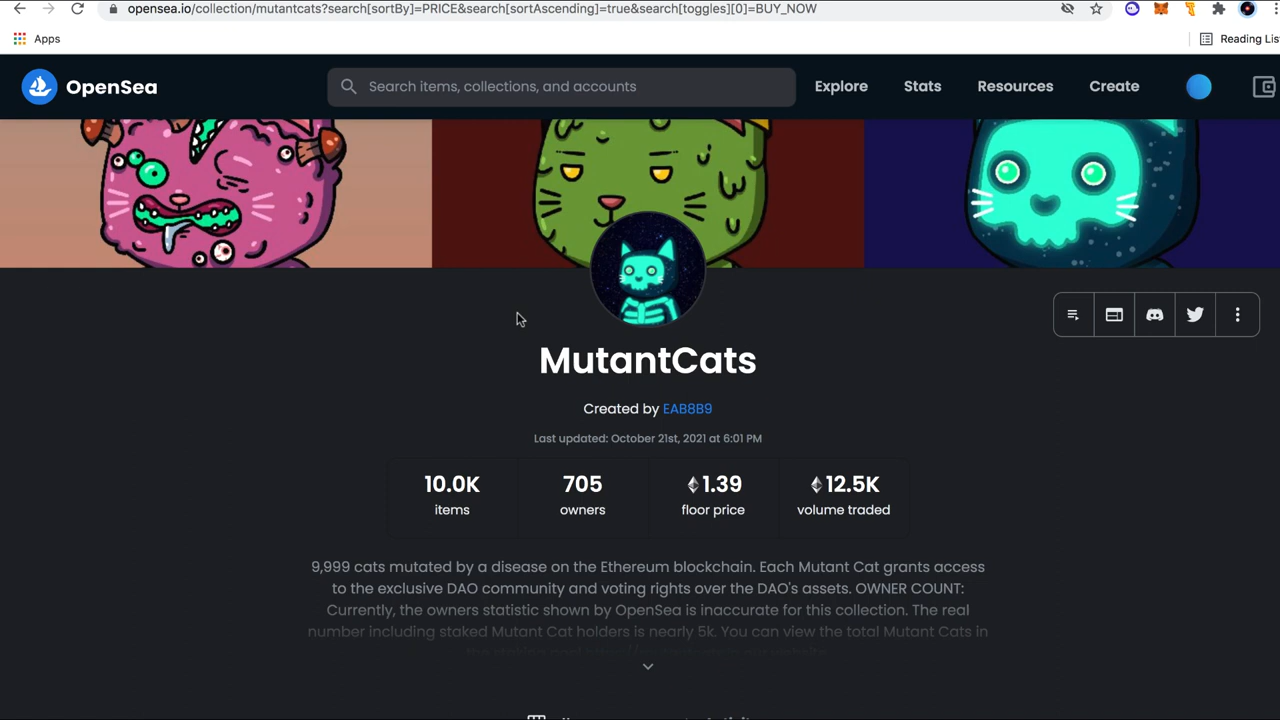 opensea.io/collection/mutantcats?search[sortBy]=PRICE&search[sortAscending]=true&search[toggles][0]=BUY_NOW
Apps
Reading Lis
OpenSea
Search items, collections, and accounts
Explore
Stats
Resources
Create
MutantCats
Created by EAB8B9
Last updated: October 21st, 2021 at 6:01 PM
10.0K
705
1.39
12.5K
items
owners
floor price
volume traded
9,999 cats mutated by a disease on the Ethereum blockchain. Each Mutant Cat grants access
to the exclusive DAO community and voting rights over the DAO's assets. OWNER COUNT:
Currently, the owners statistic shown by OpenSea is inaccurate for this collection. The real
number including staked Mutant Cat holders is nearly 5k. You can view the total Mutant Cats in